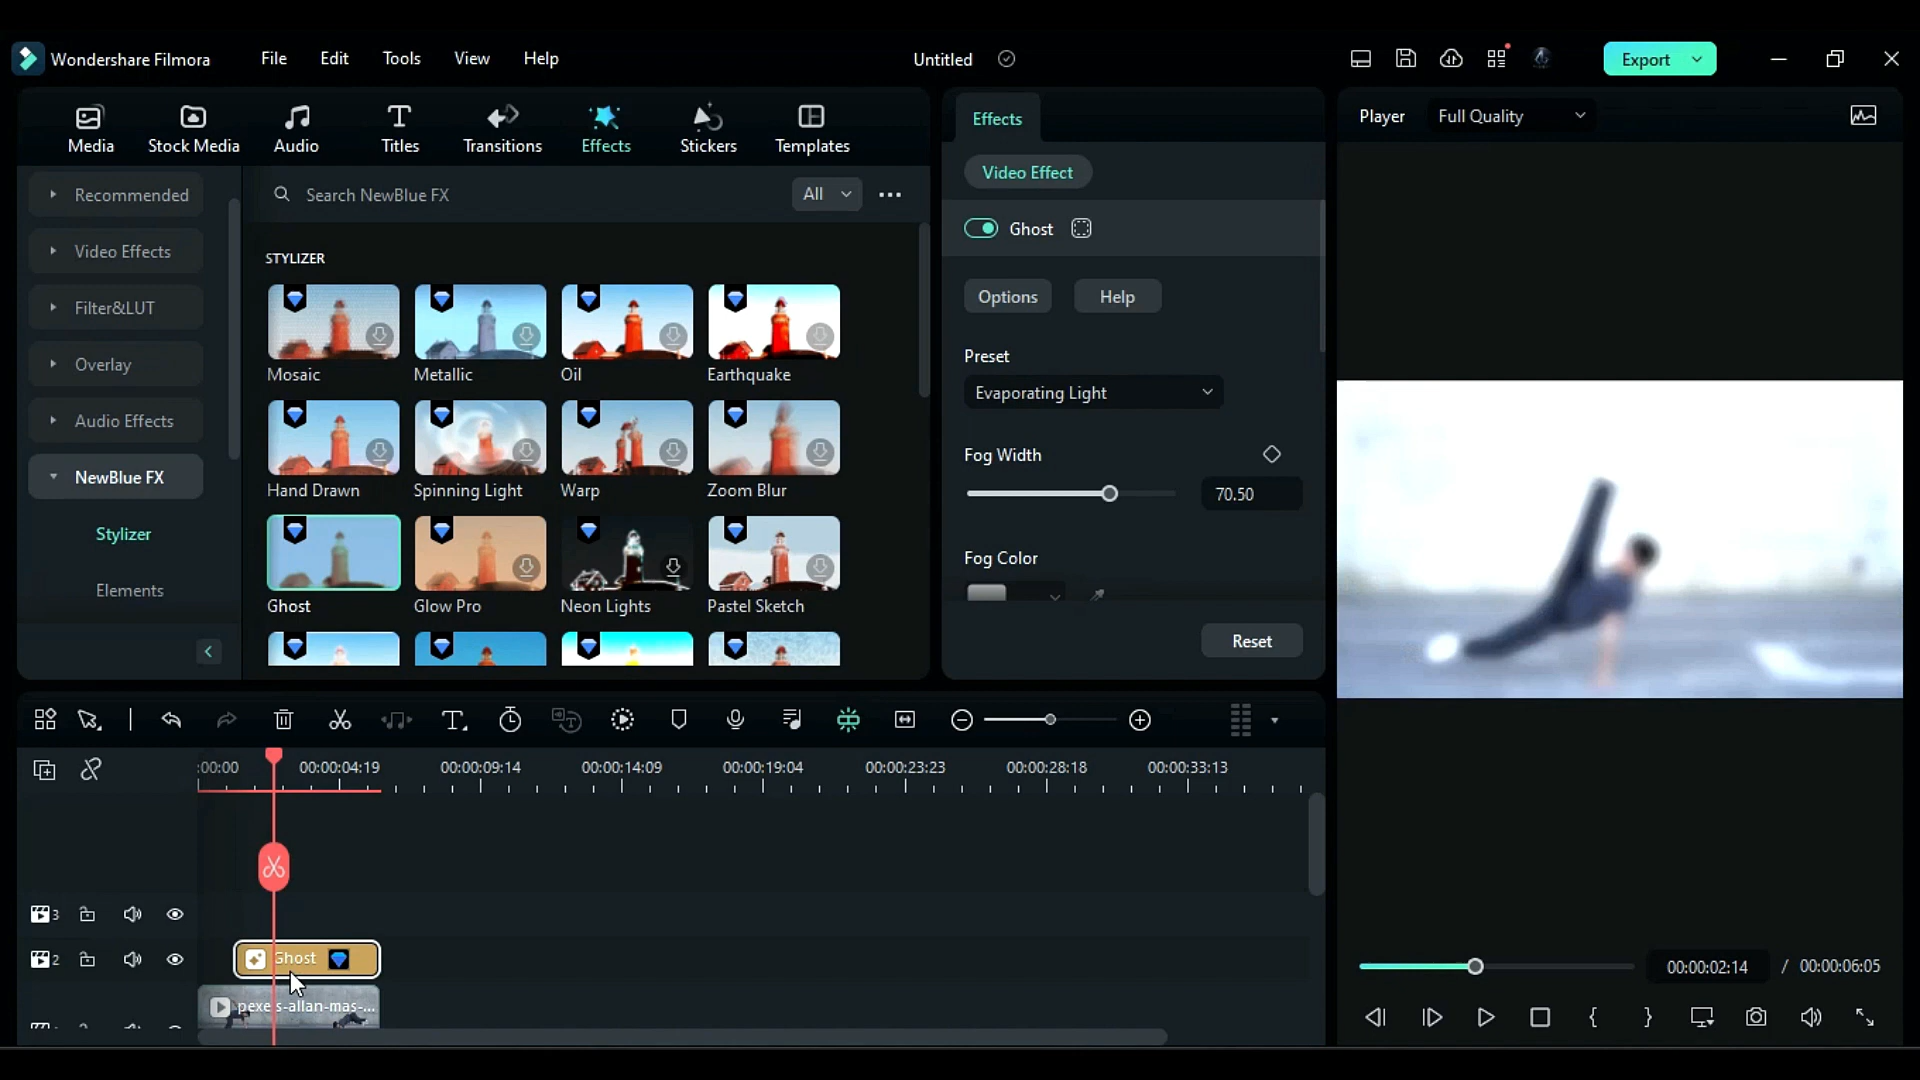 Wondershare Filmora
File
Edit
Tools
View
Help
Untitled
Export
Media
Stock Media
Audio
Titles
Transitions
Effects
Stickers
Templates
Recommended
Video Effects
Filter&LUT
Overlay
Audio Effects
NewBlue FX
Stylizer
Elements
Search NewBlue FX
All
STYLIZER
Mosaic
Metallic
Oil
Earthquake
Hand Drawn
Spinning Light
Warp
Zoom Blur
Ghost
Glow Pro
Neon Lights
Pastel Sketch
Effects
Video Effect
Ghost
Options
Help
Preset
Evaporating Light
Fog Width
70.50
Fog Color
Reset
Player
Full Quality
00:00:02:14 / 00:00:06:05
:00:00
00:00:04:19
00:00:09:14
00:00:14:09
00:00:19:04
00:00:23:23
00:00:28:18
00:00:33:13
3
2
Ghost
pexels-allan-mas-...